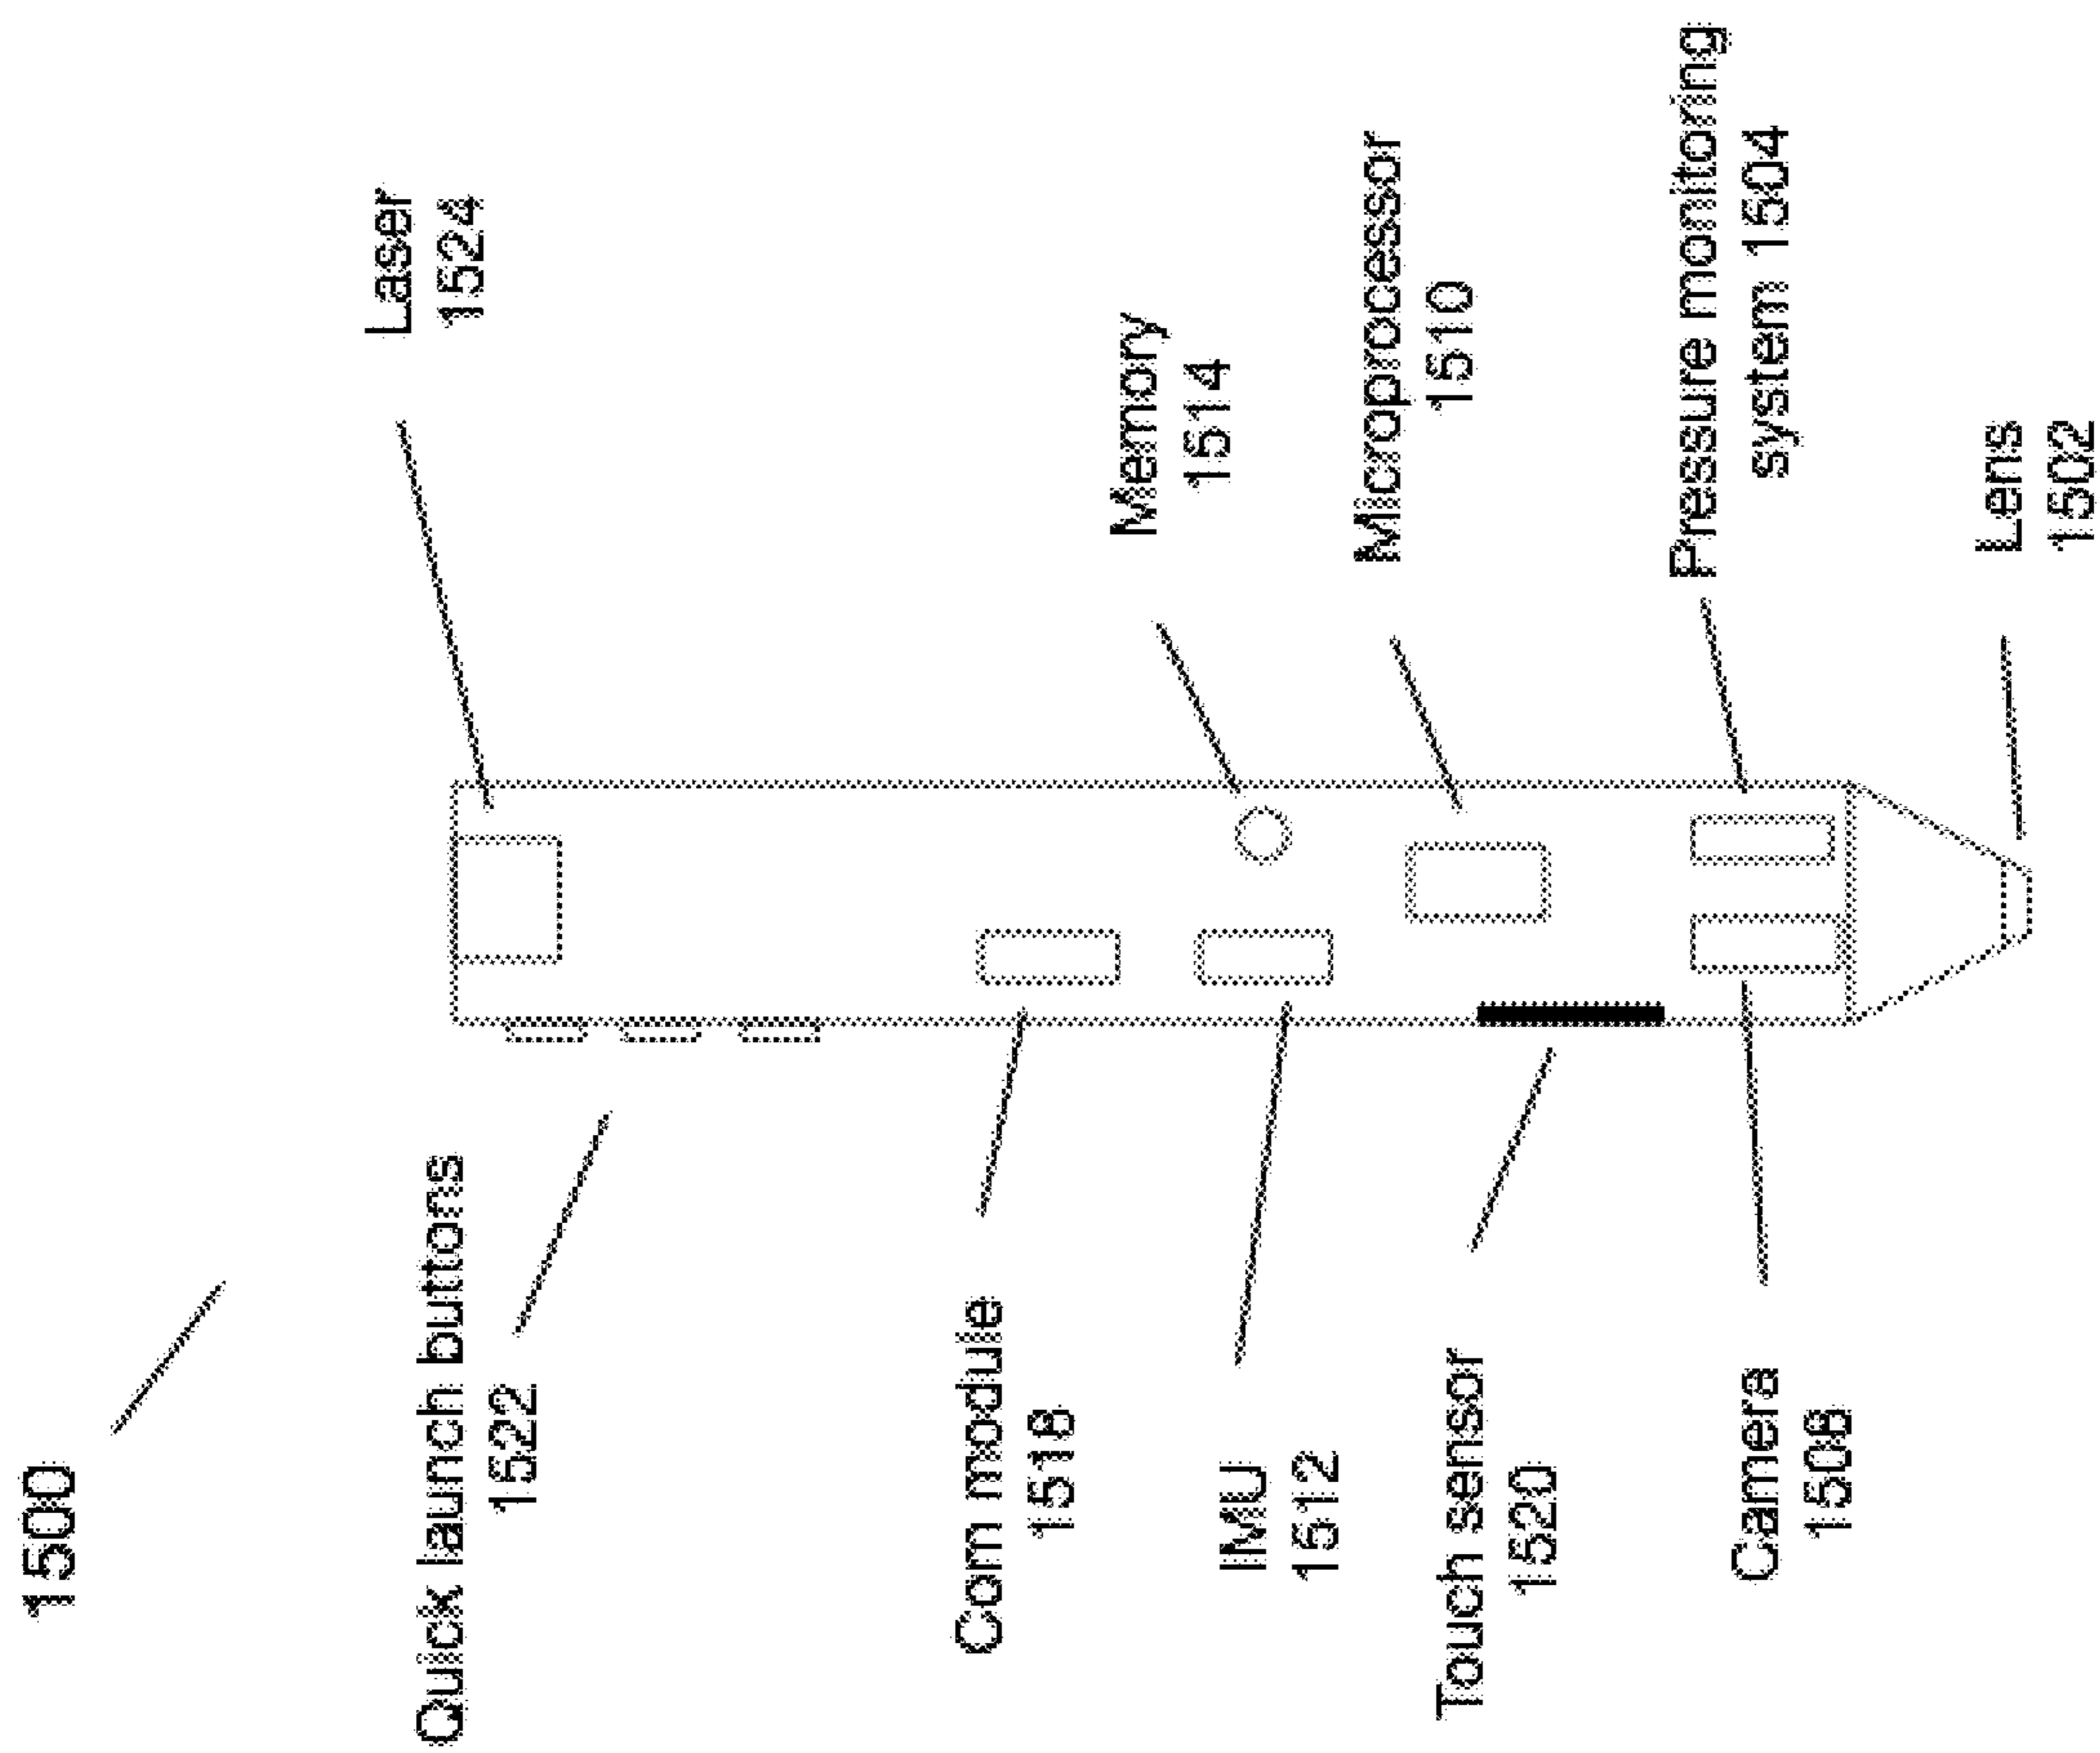 1500
Laser
1524
Quick launch buttons
1522
Com module
1518
Memory
1514
IMU
1512
Microprocessor
1510
Touch sensor
1520
Pressure monitoring
system 1504
Camera
1508
Lens
1502